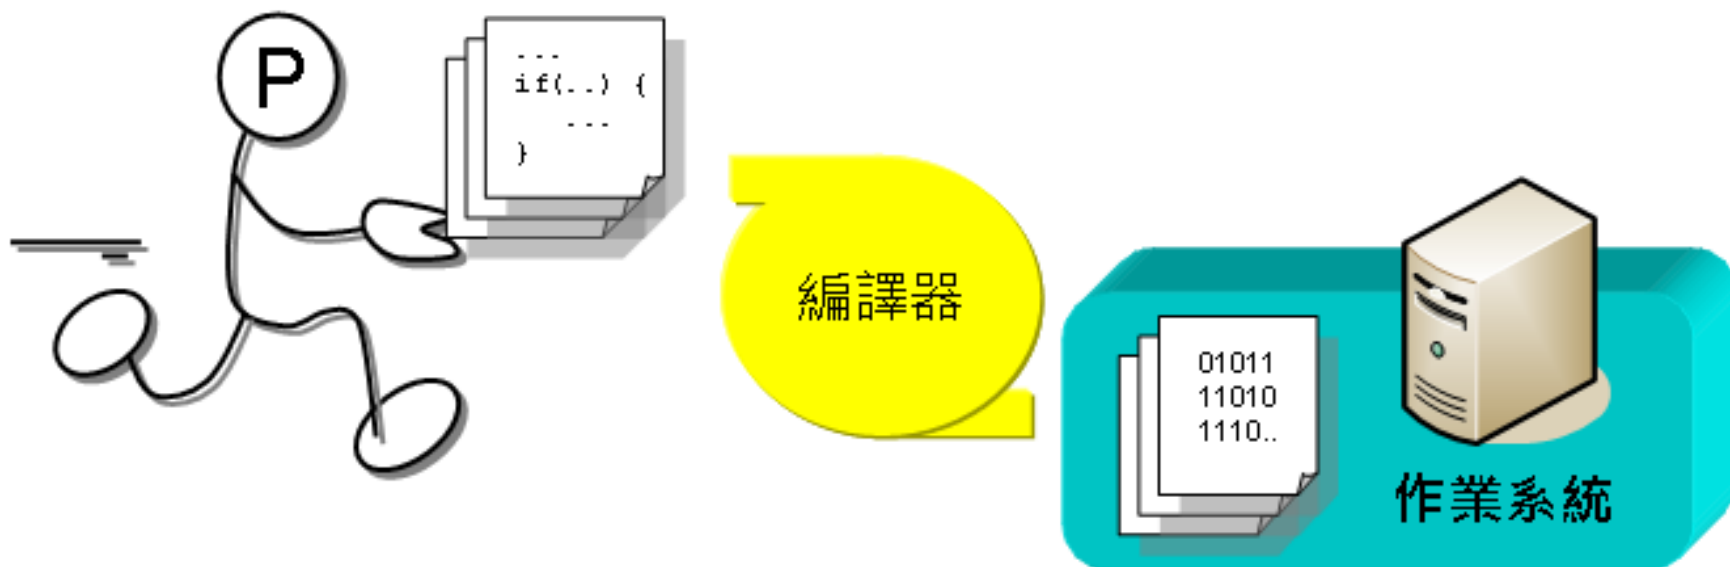 P
---
if(..) {
---
}
編譯器
01011
11010
1110..
作業系統